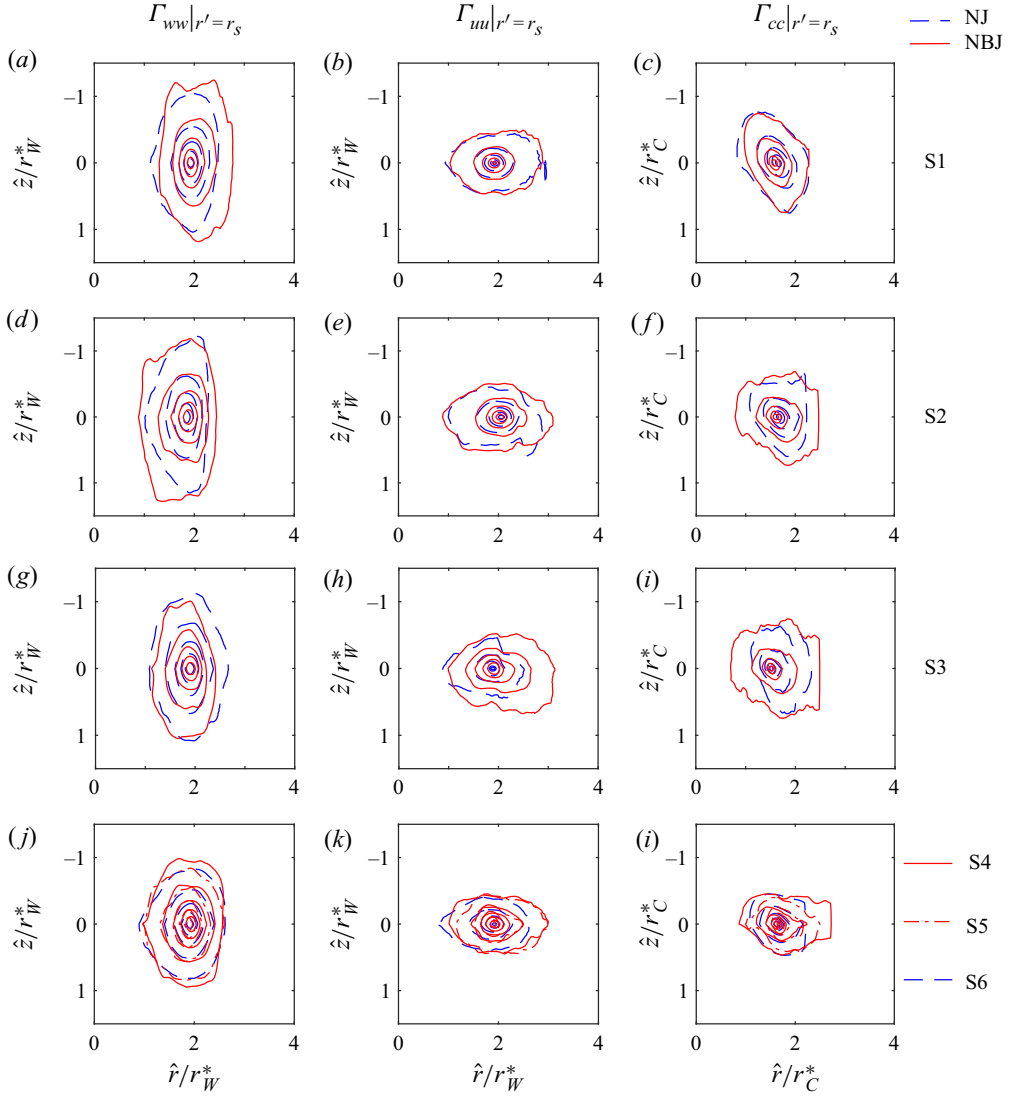 Γww|r′=rs Γuu|r′=rs Γcc|r′=rs NJ
NBJ
(a) (b) (c)
–1 –1 –1
ẑ/r*W 0 ẑ/r*W 0 ẑ/r*C 0 S1
1 1 1
0 2 4 0 2 4 0 2 4
(d) (e) (f)
–1 –1 –1
ẑ/r*W 0 ẑ/r*W 0 ẑ/r*C 0 S2
1 1 1
0 2 4 0 2 4 0 2 4
(g) (h) (i)
–1 –1 –1
ẑ/r*W 0 ẑ/r*W 0 ẑ/r*C 0 S3
1 1 1
0 2 4 0 2 4 0 2 4
(j) (k) (i)
–1 –1 –1 S4
ẑ/r*W 0 ẑ/r*W 0 ẑ/r*C 0 S5
1 1 1 S6
0 2 4 0 2 4 0 2 4
r̂/r*W r̂/r*W r̂/r*C